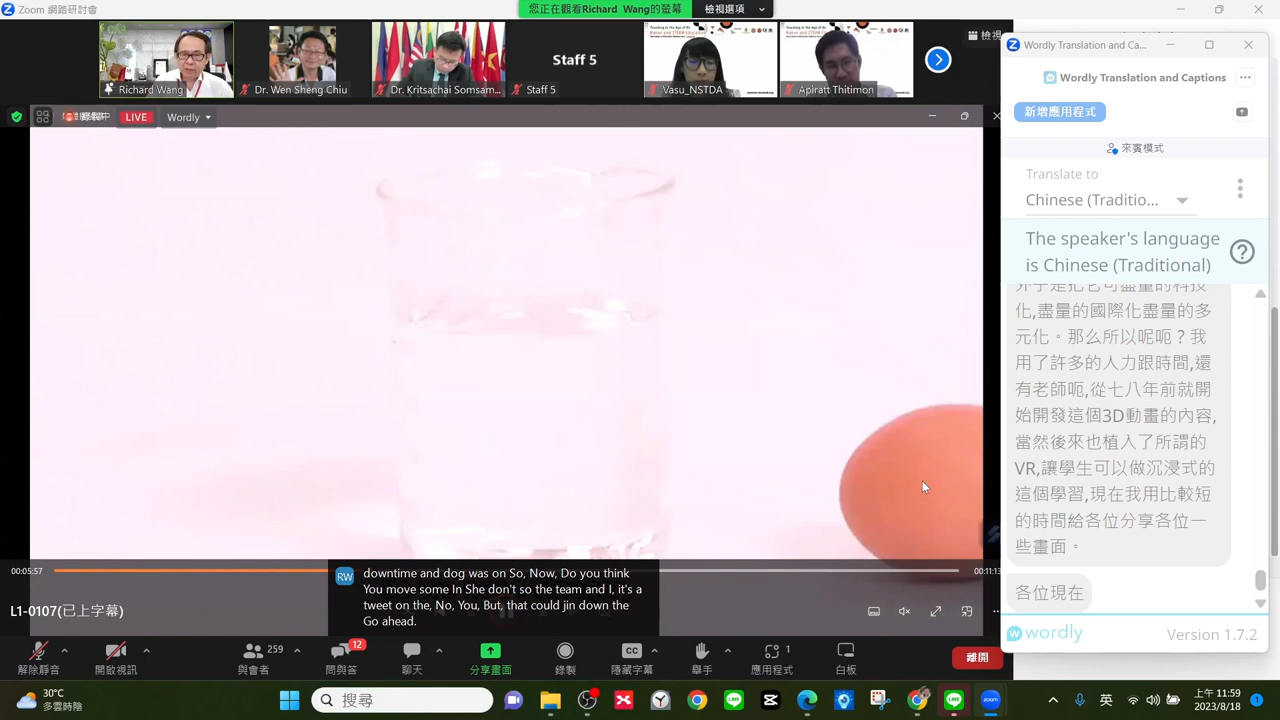 Zoom 網路研討會
您正在觀看Richard Wang的螢幕
檢視選項
檢視
Richard Wang
Dr. Wen Sheng Chiu
Dr. Kritsachai Somsam...
Staff 5
Staff 5
Vasu_NSTDA
Apiratt Thitimon
LIVE
Wordly
Wordly Translation and Ca...
Wordly Translation and Captions
新增應用程式
來賓模式
Translate to
Chinese (Traditio...
The speaker's language
is Chinese (Traditional)
外乎是把它可盡量的科技
化,盡量的國際化盡量的多
元化。那么所以呢呃？我
用了許多的人力跟時間,還
有老師呃,從七八年前就開
始開發這個3D動畫的內容,
當然後來也植入了所謂的
VR,讓學生可以做沉浸式的
這個學習,現在我用比較短
的時間給各位分享各位一
些畫面。
各位現在
wordly
Version 1.7.2
00:05:57
00:11:13
RW
downtime and dog was on So, Now, Do you think
You move some In She don't so the team and I, it's a
tweet on the, No, You, But, that could jin down the
Go ahead.
L1-0107(已上字幕)
解除靜音
開啟視訊
259
與會者
12
問與答
聊天
分享畫面
錄製
CC
隱藏字幕
舉手
1
應用程式
白板
離開
30°C
多雲時陰
搜尋
英
上午 11:59
2023/8/18